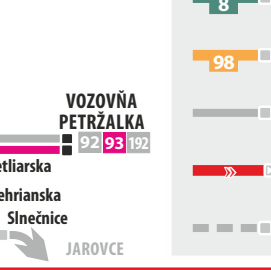 8
98
VOZOVŇA
PETRŽALKA
92 93 192
etliarska
ehrianska
Slnečnice
JAROVCE